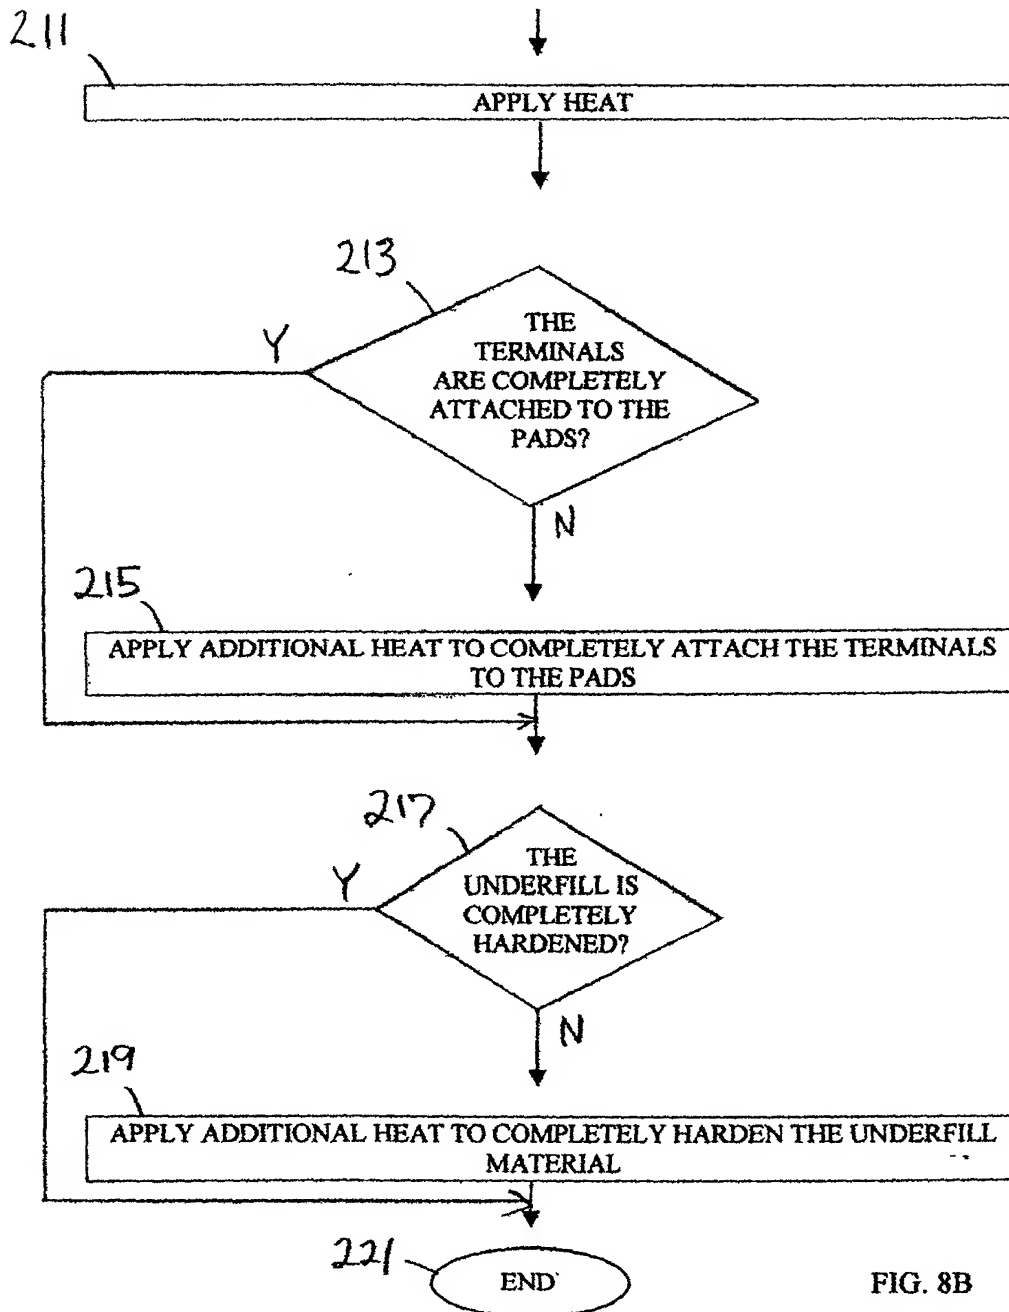 211
APPLY HEAT
213
Y
THE
TERMINALS
ARE COMPLETELY
ATTACHED TO THE
PADS?
N
215
APPLY ADDITIONAL HEAT TO COMPLETELY ATTACH THE TERMINALS
TO THE PADS
217
Y
THE
UNDERFILL IS
COMPLETELY
HARDENED?
N
219
APPLY ADDITIONAL HEAT TO COMPLETELY HARDEN THE UNDERFILL
MATERIAL
221
END
FIG. 8B